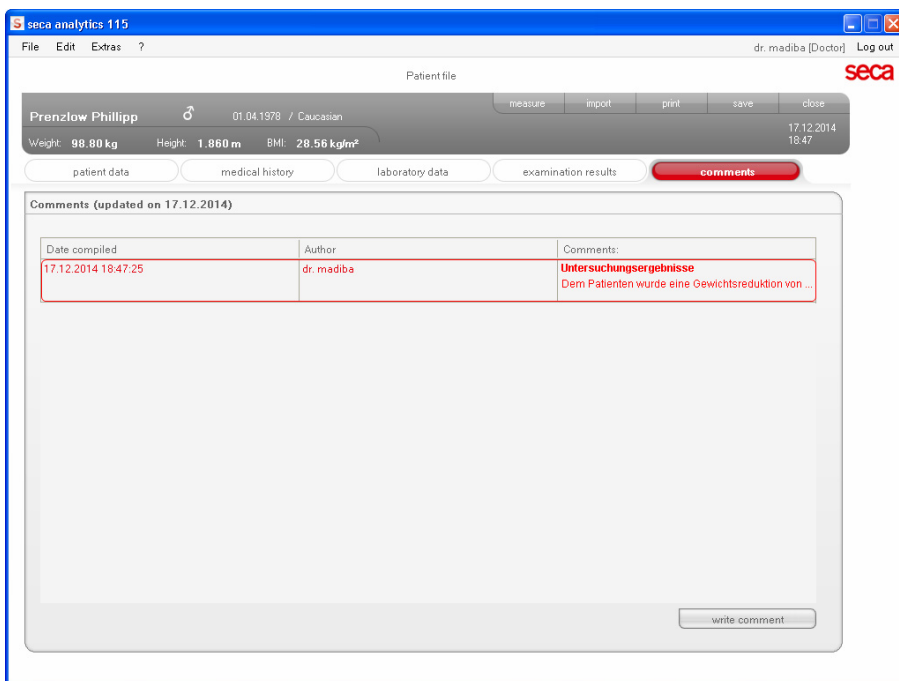 S seca analytics 115
File Edit Extras ? dr. madiba [Doctor] Log out
Patient file
seca
measure import print save close
Prenzlow Phillipp ♂ 01.04.1978 / Caucasian
17.12.2014
18:47
Weight: 98.80 kg Height: 1.860 m BMI: 28.56 kg/m²
patient data medical history laboratory data examination results comments
Comments (updated on 17.12.2014)
Date compiled Author Comments:
17.12.2014 18:47:25 dr. madiba Untersuchungsergebnisse
Dem Patienten wurde eine Gewichtsreduktion von ...
write comment